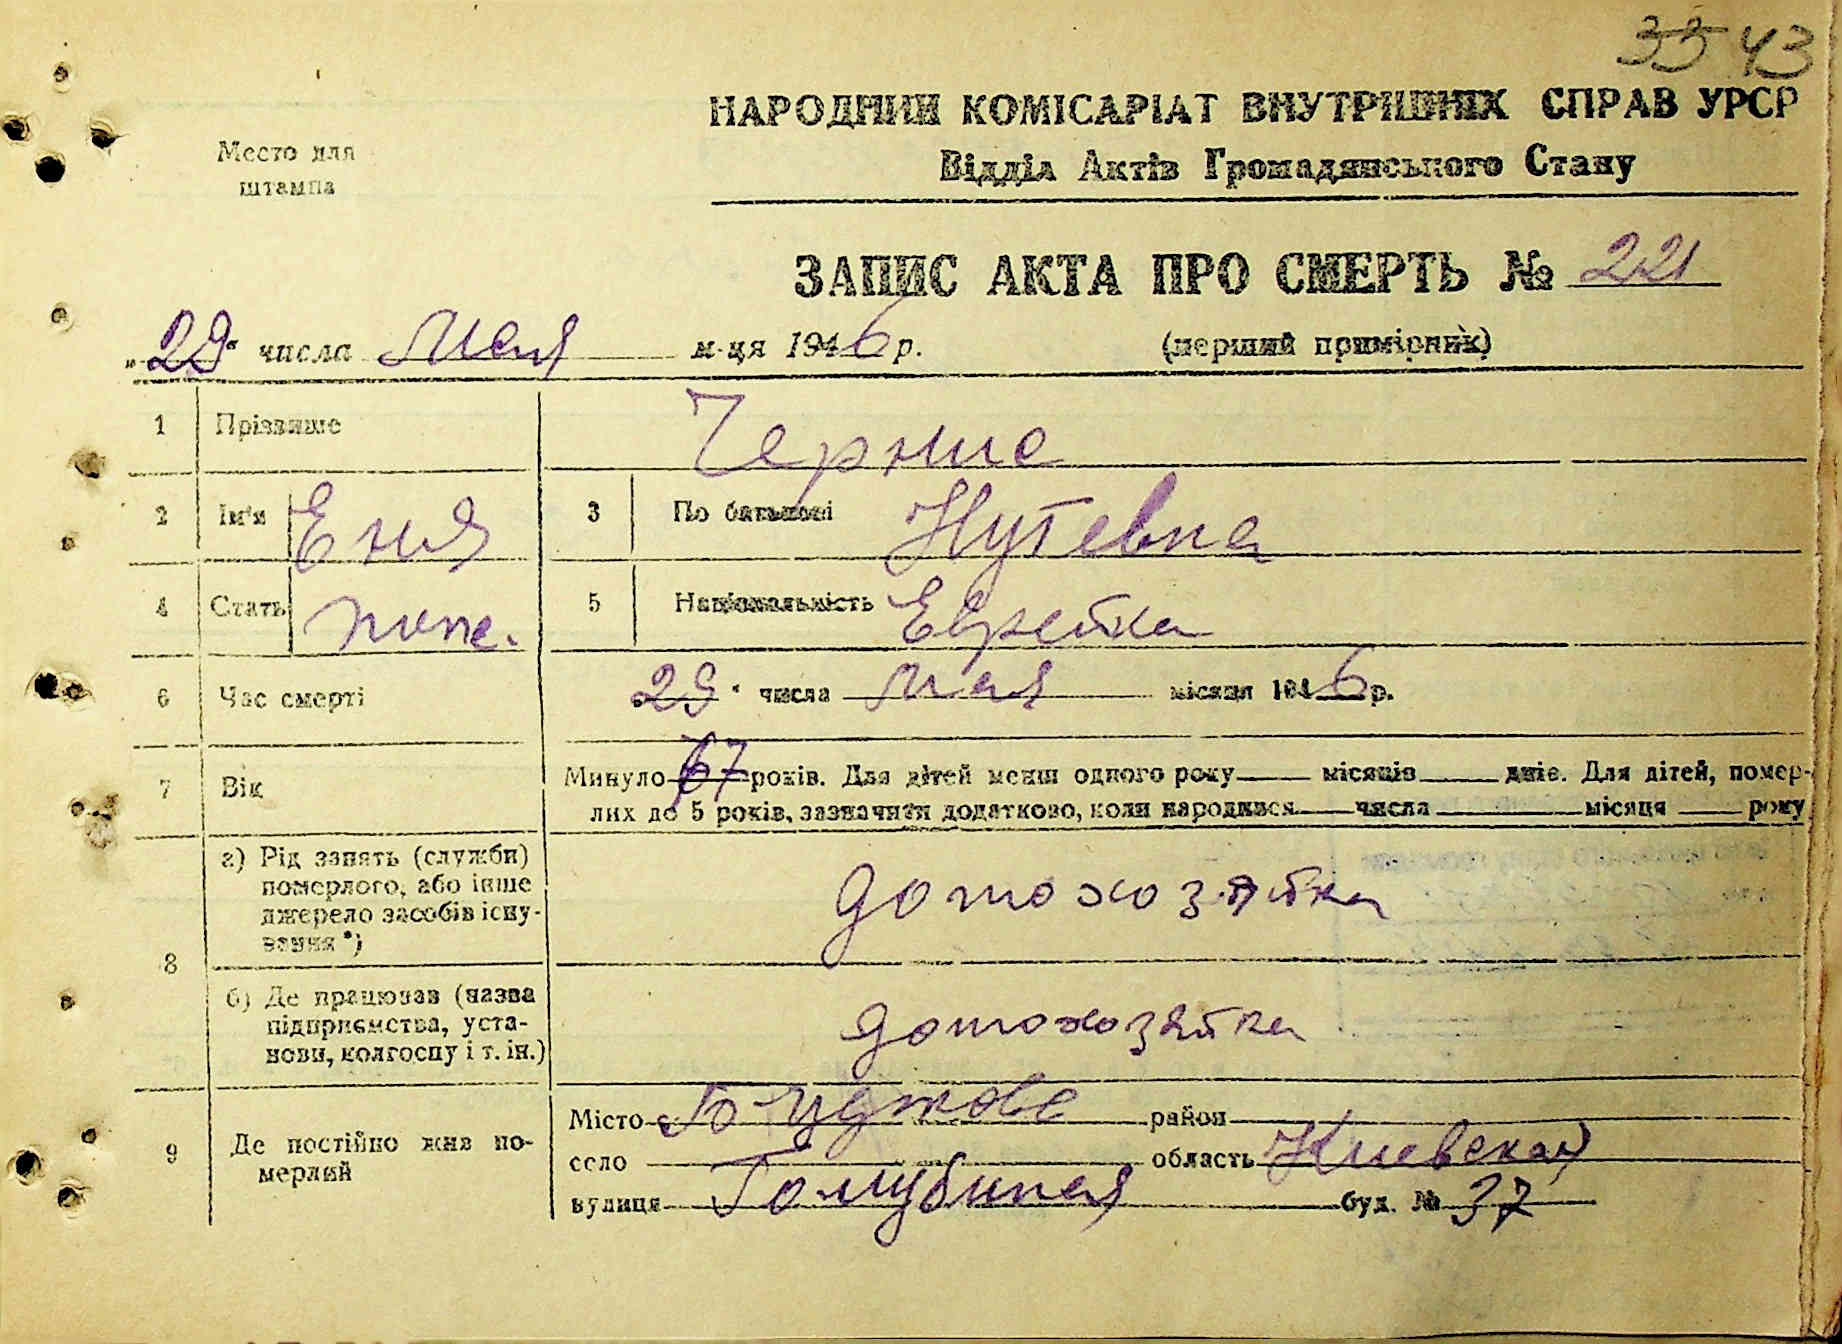 33 43
НАРОДНИЙ КОМІСАРІАТ ВНУТРІШНІХ СПРАВ УРСР
Место для
штампа
Відділ Актів Громадянського Стану
ЗАПИС АКТА ПРО СМЕРТЬ № 221
„29“ числа Мая м-ця 1946 р. (перший примірник)
1 Прізвище Черние
2 Ім'я Еня 3 По батькові Нутевна
4 Стать 5 Національність Еврейка
6 Час смерті 29 числа Мая місяця 1946 р.
7 Вік Минуло 67 років. Для дітей менш одного року місяців днів. Для дітей, помер-
лих до 5 років, зазначити додатково, коли народився числа місяця року
8 а) Рід занять (служби)
померлого, або інше
джерело засобів існу-
вання*)
домохозяйка
б) Де працював (назва
підприємства, уста-
нови, колгоспу і т. ін.)
домохозяйка
9 Де постійно жив по-
мерлий
Місто район
село область Киевская
вулиця буд. № 37